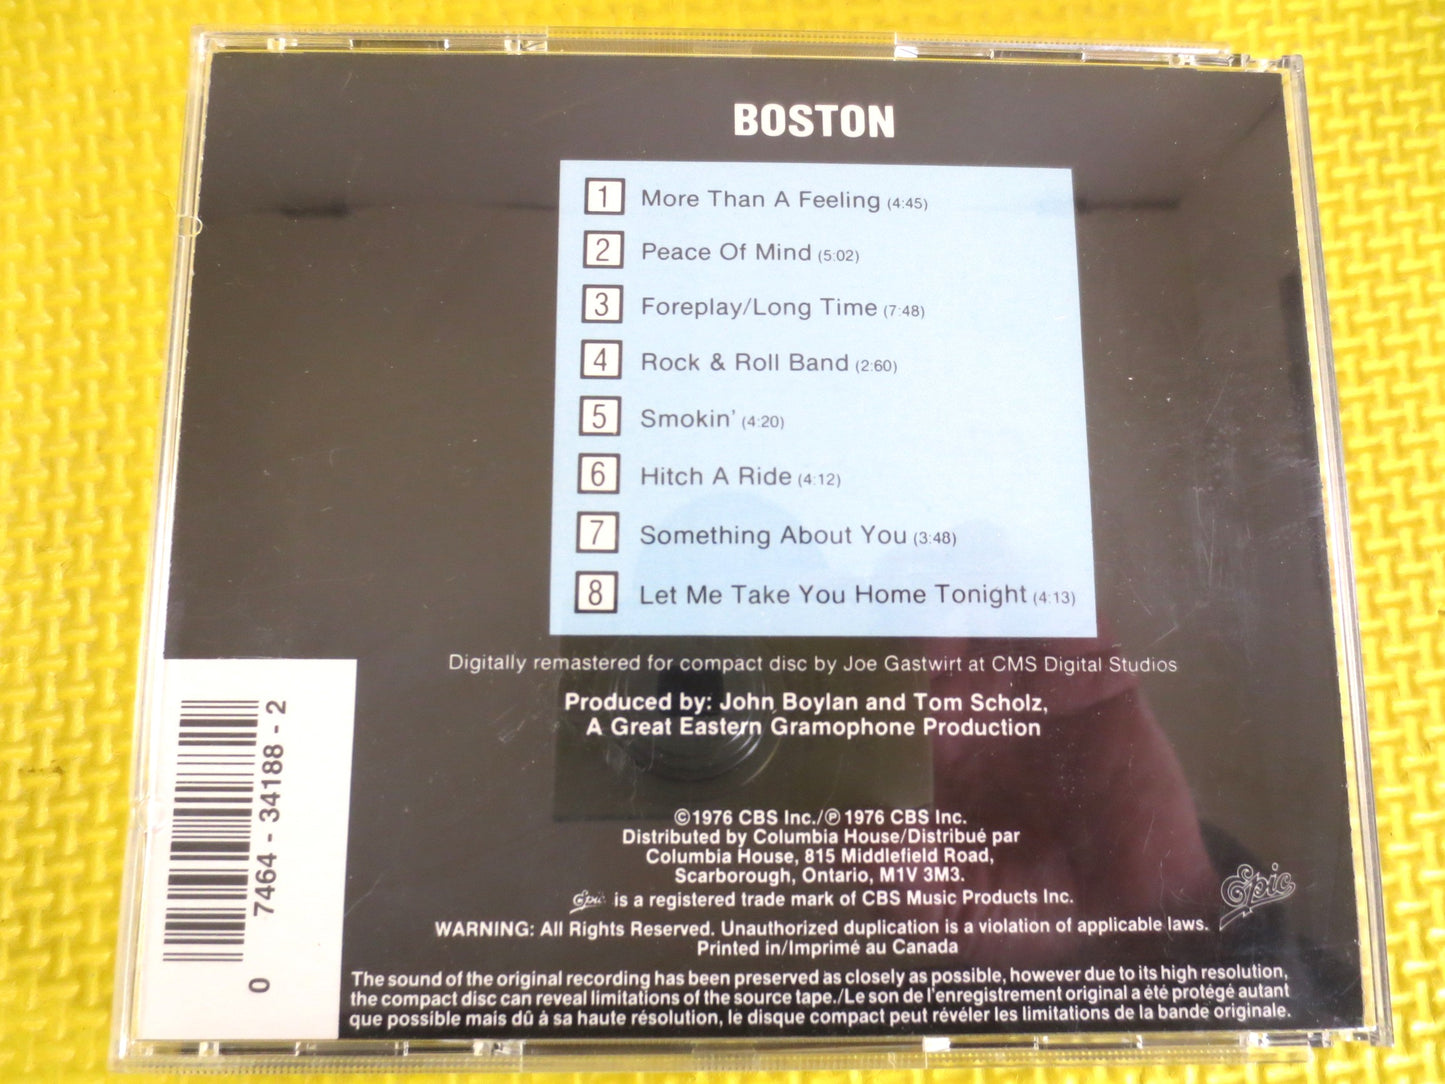 BOSTON
1 More Than A Feeling (4:45)
2 Peace Of Mind (5:02)
3 Foreplay/Long Time (7:48)
4 Rock & Roll Band (2:60)
5 Smokin' (4:20)
6 Hitch A Ride (4:12)
7 Something About You (3:48)
8 Let Me Take You Home Tonight (4:13)
Digitally remastered for compact disc by Joe Gastwirt at CMS Digital Studios
Produced by: John Boylan and Tom Scholz,
A Great Eastern Gramophone Production
©1976 CBS Inc./℗ 1976 CBS Inc.
Distributed by Columbia House/Distribué par
Columbia House, 815 Middlefield Road,
Scarborough, Ontario, M1V 3M3.
Epic is a registered trade mark of CBS Music Products Inc.
Epic
WARNING: All Rights Reserved. Unauthorized duplication is a violation of applicable laws.
Printed in/Imprimé au Canada
The sound of the original recording has been preserved as closely as possible, however due to its high resolution,
the compact disc can reveal limitations of the source tape./Le son de l'enregistrement original a été protégé autant
que possible mais dû à sa haute résolution, le disque compact peut révéler les limitations de la bande originale.
0 7464-34188-2